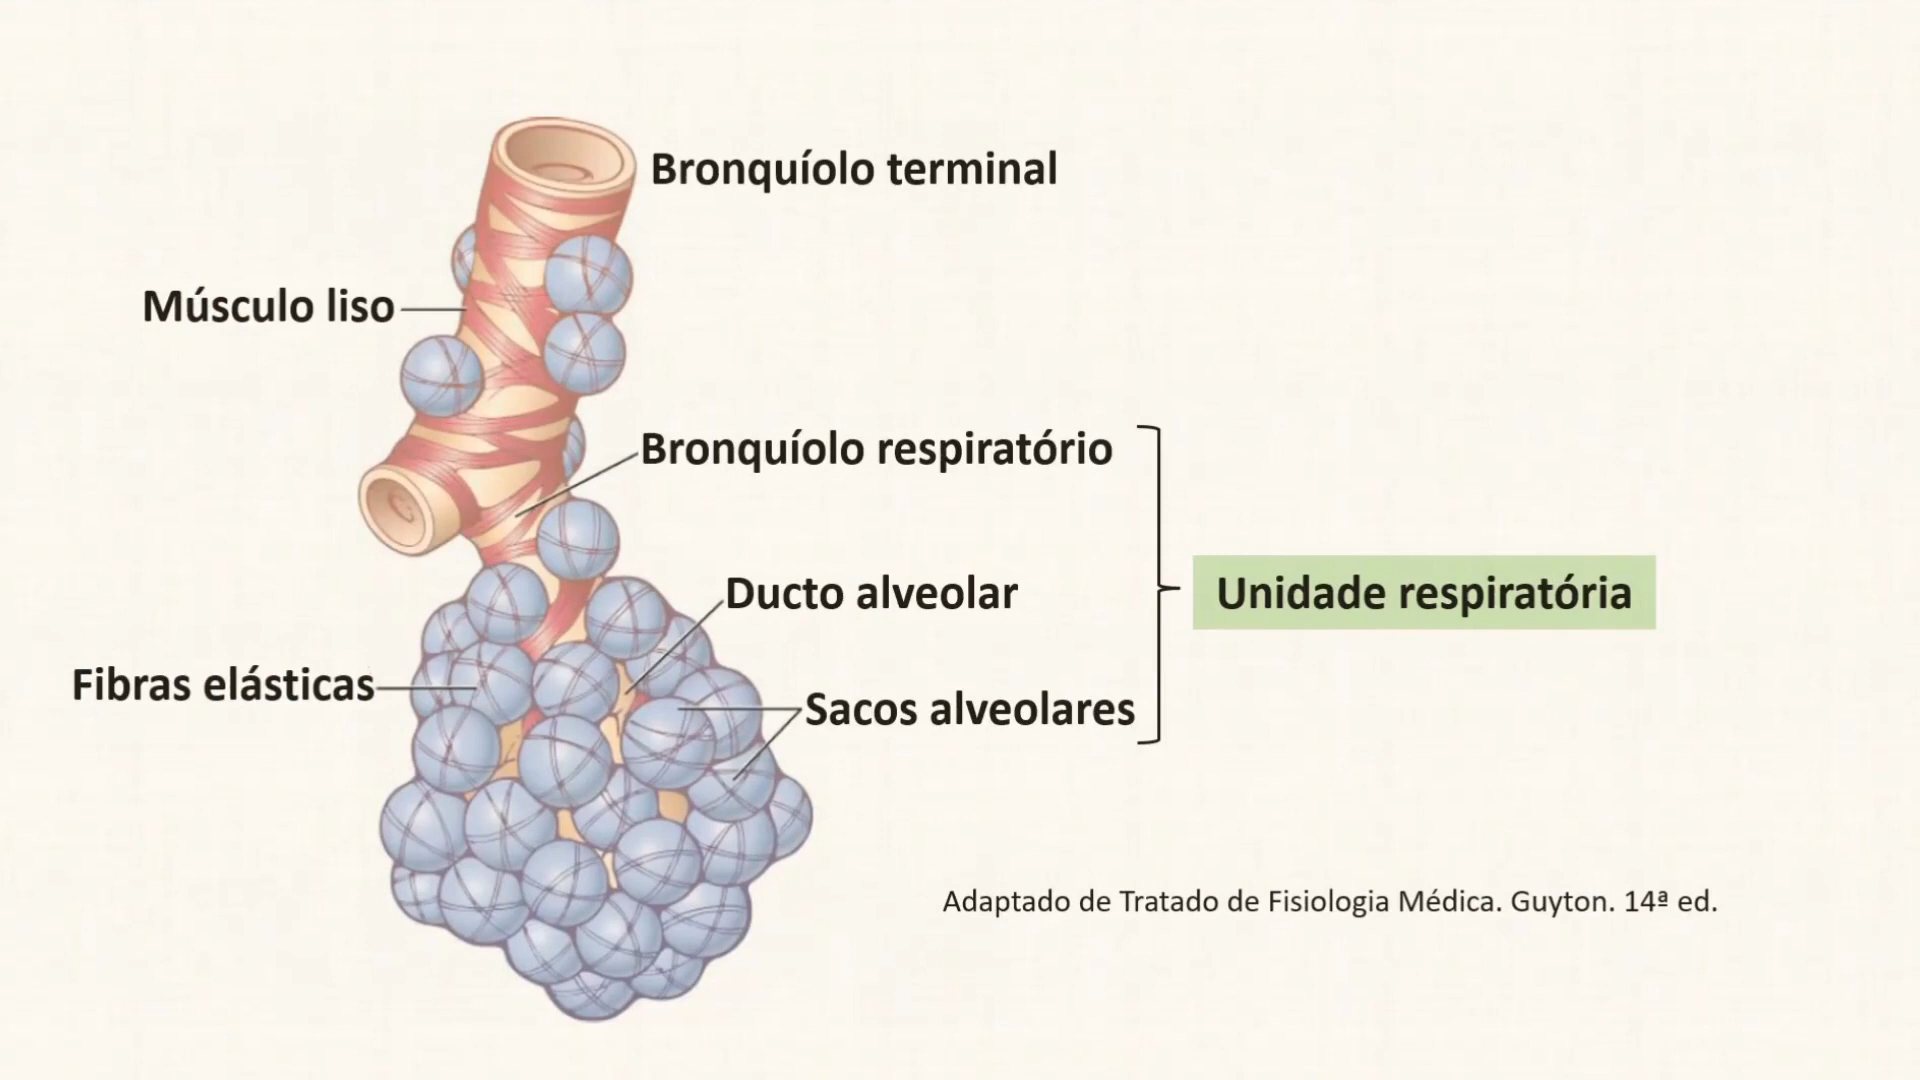 Bronquíolo terminal
Músculo liso
Bronquíolo respiratório
Ducto alveolar
Unidade respiratória
Fibras elásticas
Sacos alveolares
Adaptado de Tratado de Fisiologia Médica. Guyton. 14ª ed.